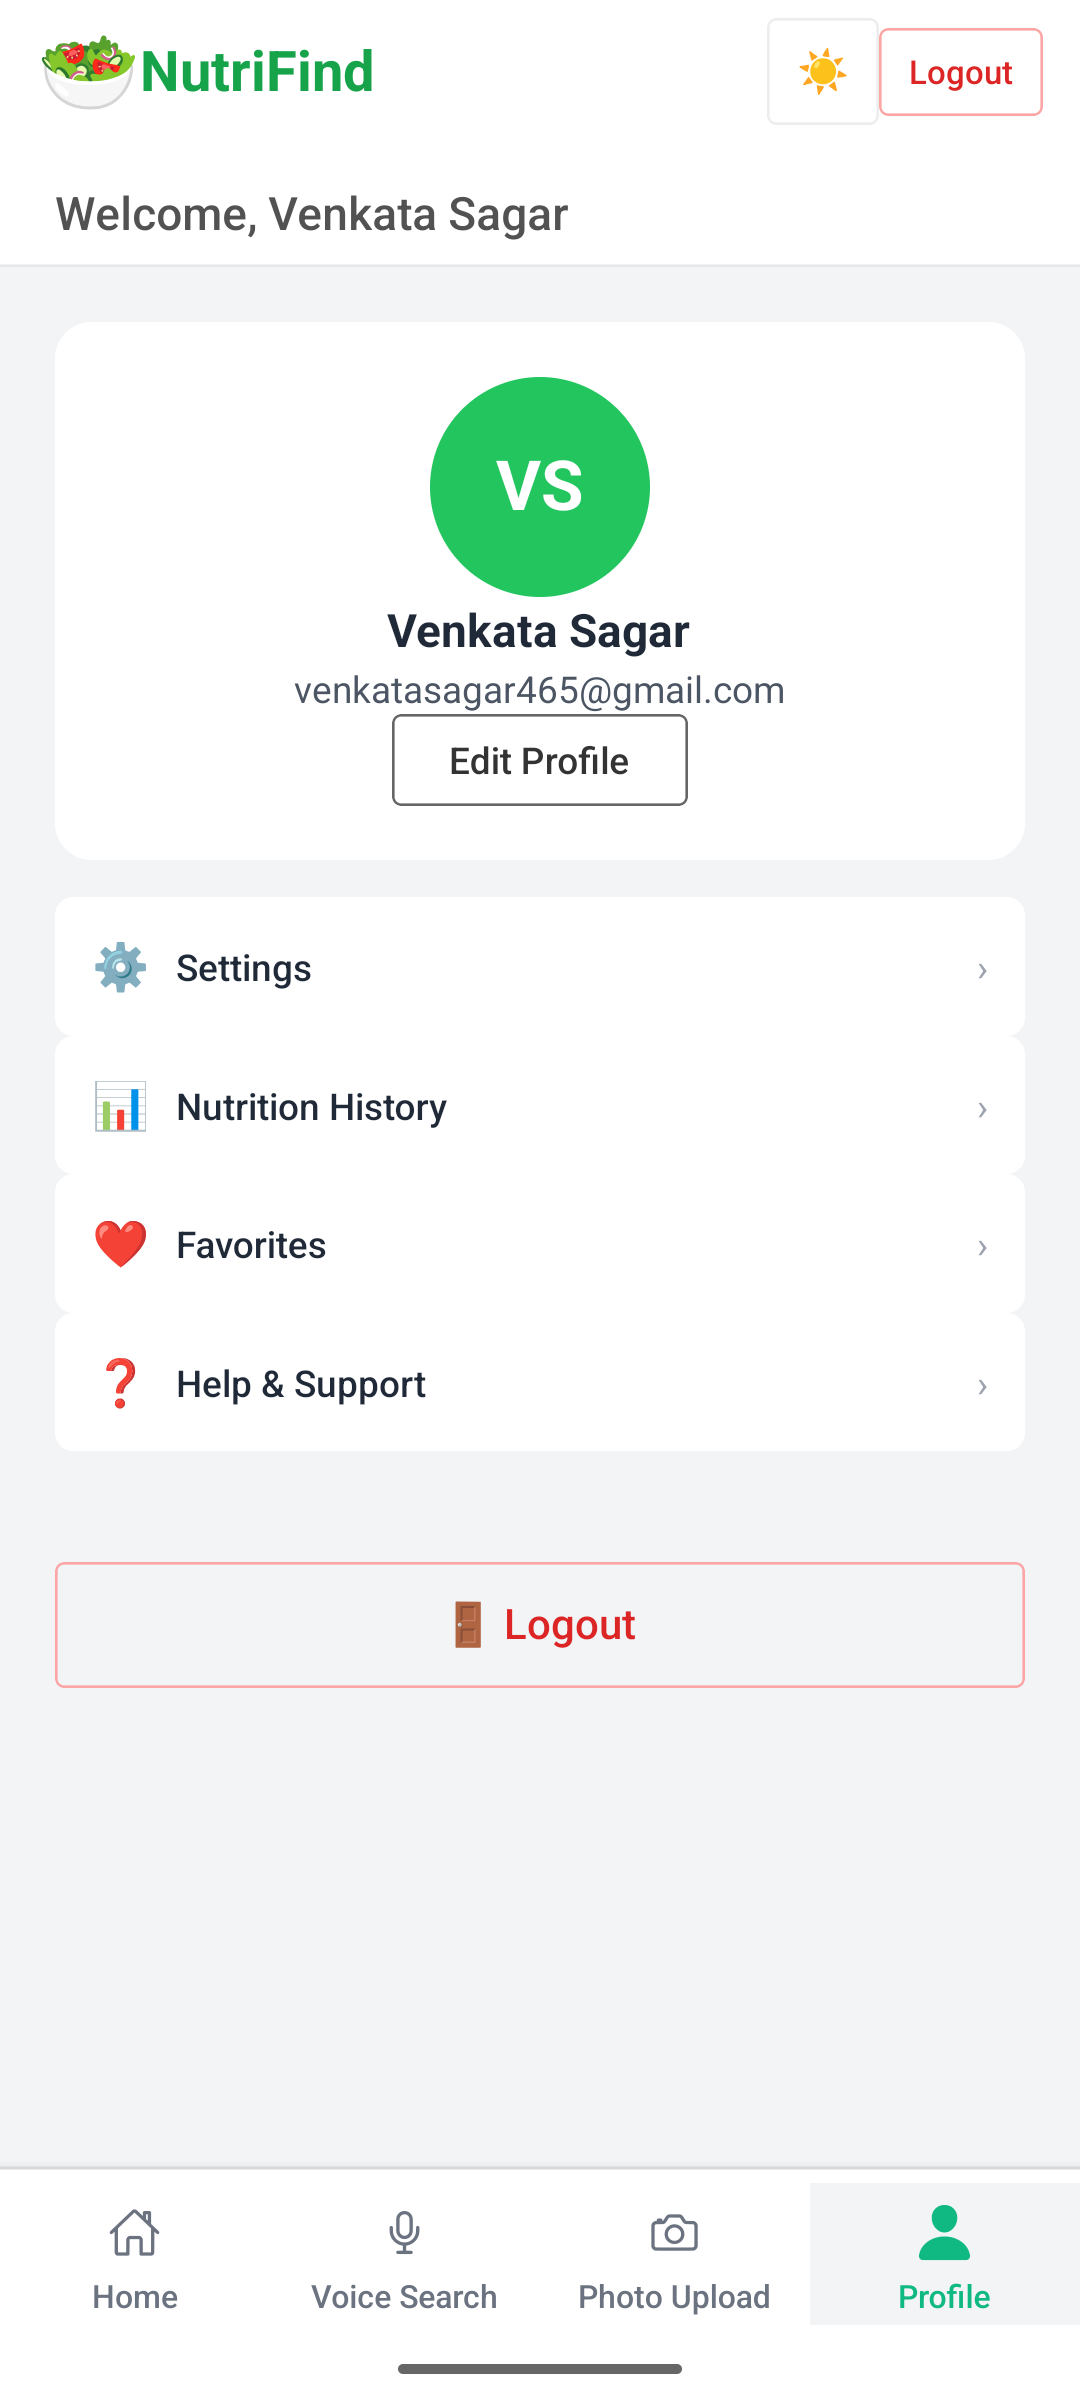 NutriFind
Logout
Welcome, Venkata Sagar
VS
Venkata Sagar
venkatasagar465@gmail.com
Edit Profile
Settings
Nutrition History
Favorites
Help & Support
Logout
Home
Voice Search
Photo Upload
Profile